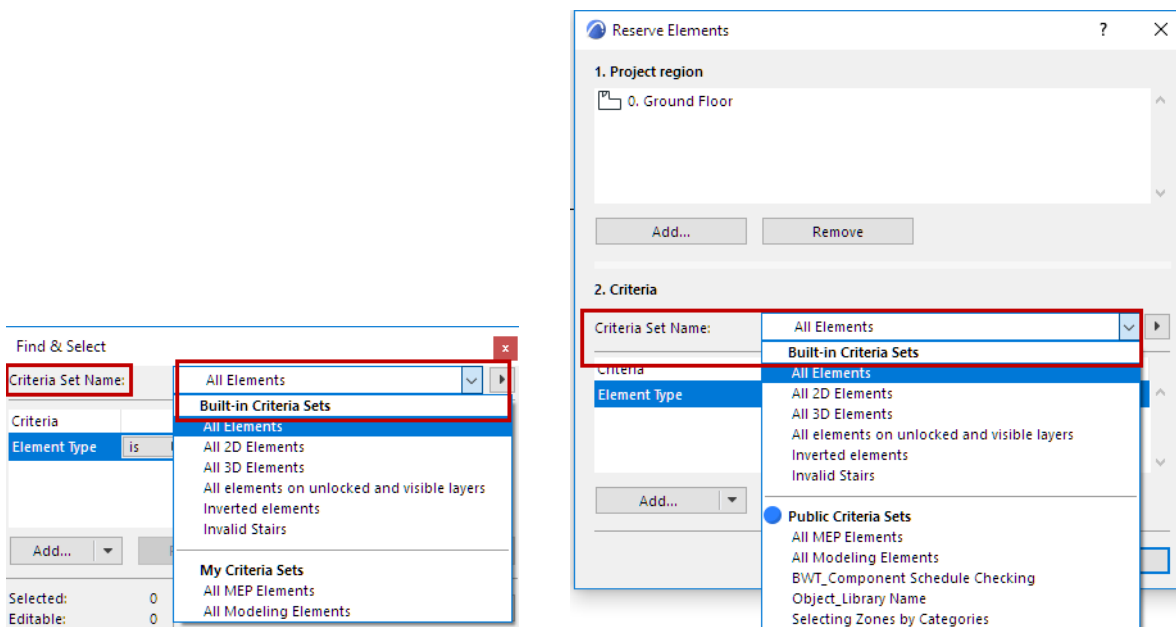 Find & Select
Criteria Set Name:
All Elements
Built-in Criteria Sets
Criteria
All Elements
Element Type
is
All 2D Elements
All 3D Elements
All elements on unlocked and visible layers
Inverted elements
Invalid Stairs
Add...
My Criteria Sets
All MEP Elements
All Modeling Elements
Selected: 0
Editable: 0
Reserve Elements
1. Project region
0. Ground Floor
Add...
Remove
2. Criteria
Criteria Set Name:
All Elements
Built-in Criteria Sets
Criteria
All Elements
Element Type
All 2D Elements
All 3D Elements
All elements on unlocked and visible layers
Inverted elements
Invalid Stairs
Add...
Public Criteria Sets
All MEP Elements
All Modeling Elements
BWT_Component Schedule Checking
Object_Library Name
Selecting Zones by Categories